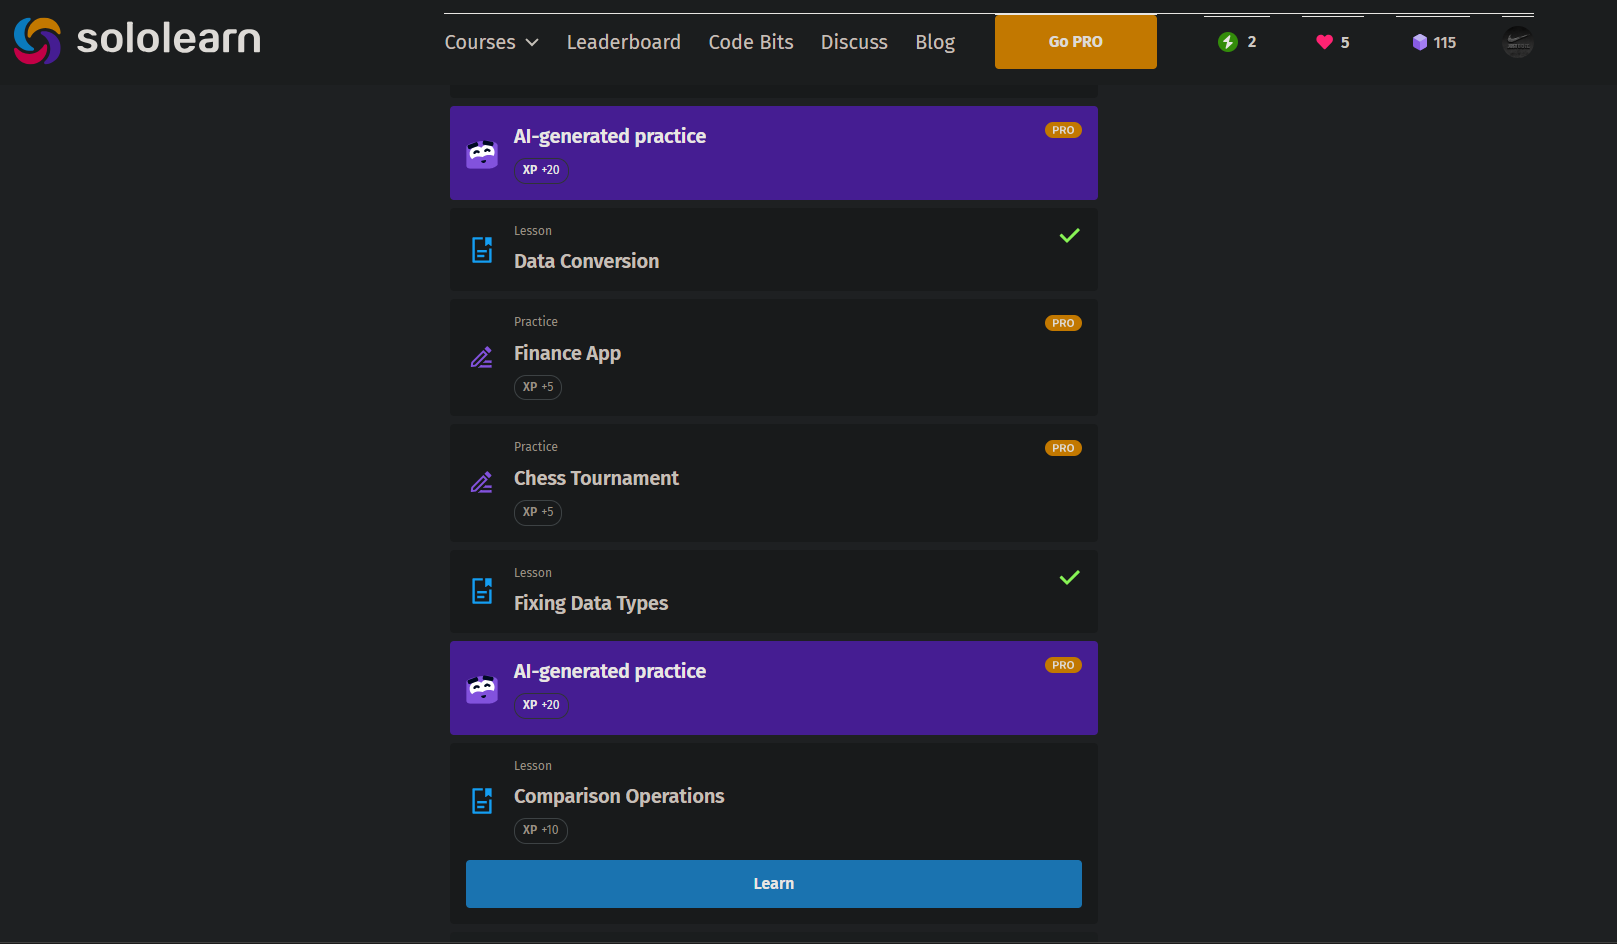 sololearn
Courses Leaderboard Code Bits Discuss Blog Go PRO 2 5 115
AI-generated practice PRO
XP +20
Lesson
Data Conversion
Practice PRO
Finance App
XP +5
Practice PRO
Chess Tournament
XP +5
Lesson
Fixing Data Types
AI-generated practice PRO
XP +20
Lesson
Comparison Operations
XP +10
Learn